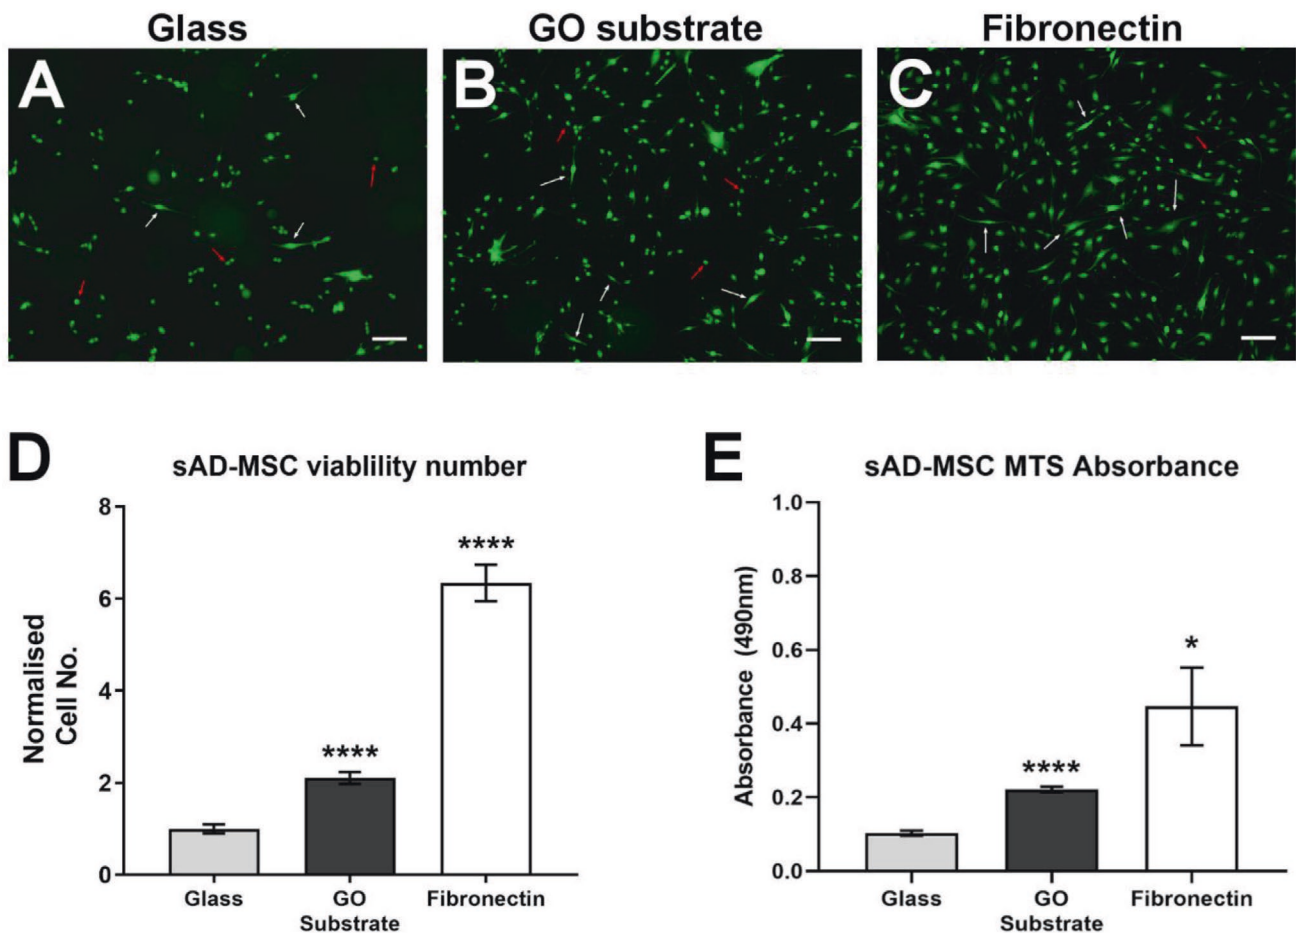 Glass
GO substrate
Fibronectin
A
B
C
D
sAD-MSC viablility number
8
6
4
2
0
Normalised
Cell No.
****
****
Glass
GO
Substrate
Fibronectin
E
sAD-MSC MTS Absorbance
1.0
0.8
0.6
0.4
0.2
0.0
Absorbance (490nm)
****
*
Glass
GO
Substrate
Fibronectin